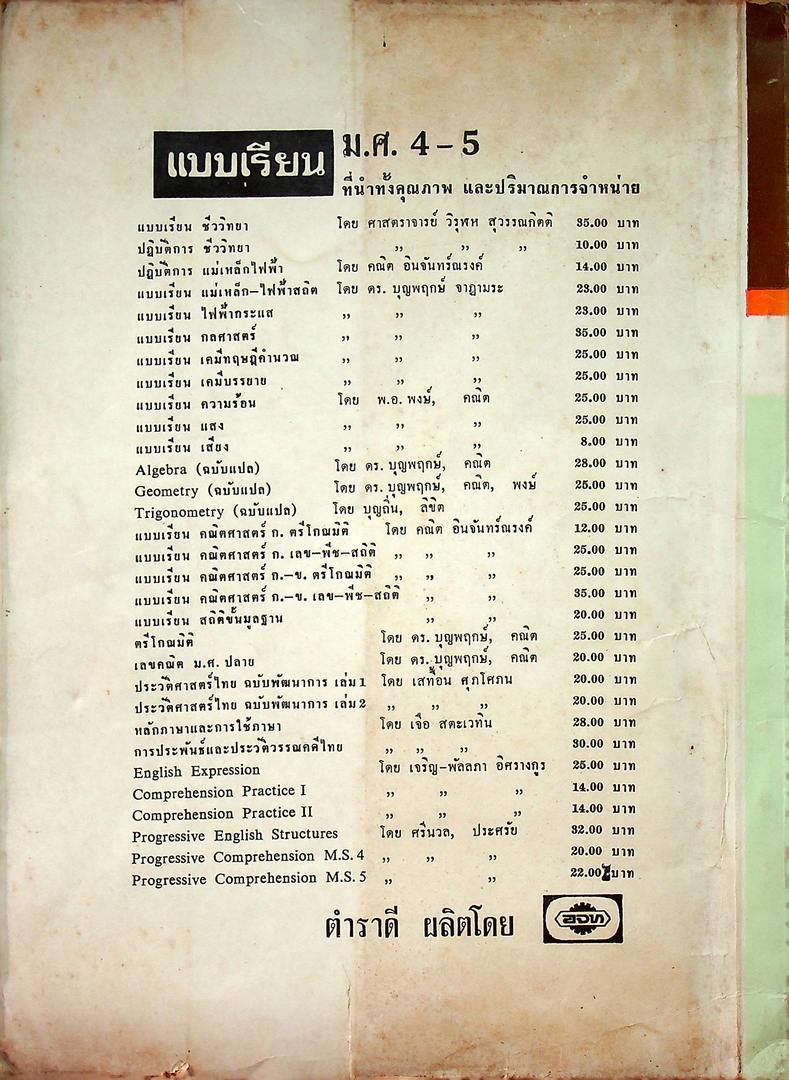 แบบเรียน ม.ศ. 4-5
ที่นำทั้งคุณภาพ และปริมาณการจำหน่าย
แบบเรียน ชีววิทยา โดย ศาสตราจารย์ วิรุฬห สุวรรณกิตติ 35.00 บาท
ปฏิบัติการ ชีววิทยา ,, ,, ,, 10.00 บาท
ปฏิบัติการ แม่เหล็กไฟฟ้า โดย คณิต อินจันทร์ณรงค์ 14.00 บาท
แบบเรียน แม่เหล็ก-ไฟฟ้าสถิต โดย ดร. บุญพฤกษ์ จาฏามระ 23.00 บาท
แบบเรียน ไฟฟ้ากระแส ,, ,, ,, 23.00 บาท
แบบเรียน กลศาสตร์ ,, ,, ,, 35.00 บาท
แบบเรียน เคมีทฤษฎีคำนวณ ,, ,, ,, 25.00 บาท
แบบเรียน เคมีบรรยาย ,, ,, ,, 25.00 บาท
แบบเรียน ความร้อน โดย พ.อ. พงษ์, คณิต 25.00 บาท
แบบเรียน แสง ,, ,, ,, 25.00 บาท
แบบเรียน เสียง ,, ,, ,, 8.00 บาท
Algebra (ฉบับแปล) โดย ดร. บุญพฤกษ์, คณิต 28.00 บาท
Geometry (ฉบับแปล) โดย ดร. บุญพฤกษ์, คณิต, พงษ์ 25.00 บาท
Trigonometry (ฉบับแปล) โดย บุญถิ่น, ลิขิต 25.00 บาท
แบบเรียน คณิตศาสตร์ ก. ตรีโกณมิติ โดย คณิต อินจันทร์ณรงค์ 12.00 บาท
แบบเรียน คณิตศาสตร์ ก. เลข-พีช-สถิติ ,, ,, ,, 25.00 บาท
แบบเรียน คณิตศาสตร์ ก.-ข. ตรีโกณมิติ ,, ,, ,, 25.00 บาท
แบบเรียน คณิตศาสตร์ ก.-ข. เลข-พีช-สถิติ ,, ,, 35.00 บาท
แบบเรียน สถิติขั้นมูลฐาน ,, ,, 20.00 บาท
ตรีโกณมิติ โดย ดร. บุญพฤกษ์, คณิต 25.00 บาท
เลขคณิต ม.ศ. ปลาย โดย ดร. บุญพฤกษ์, คณิต 20.00 บาท
ประวัติศาสตร์ไทย ฉบับพัฒนาการ เล่ม 1 โดย เสทื้อน ศุภโศภน 20.00 บาท
ประวัติศาสตร์ไทย ฉบับพัฒนาการ เล่ม 2 ,, ,, ,, 20.00 บาท
หลักภาษาและการใช้ภาษา โดย เจือ สตะเวทิน 28.00 บาท
การประพันธ์และประวัติวรรณคดีไทย ,, ,, ,, 30.00 บาท
English Expression โดย เจริญ-พัลลภา อิศรางกูร 25.00 บาท
Comprehension Practice I ,, ,, ,, 14.00 บาท
Comprehension Practice II ,, ,, ,, 14.00 บาท
Progressive English Structures โดย ศรีนวล, ประศรัย 32.00 บาท
Progressive Comprehension M.S. 4 ,, ,, ,, 20.00 บาท
Progressive Comprehension M.S. 5 ,, ,, 22.00 บาท
ตำราดี ผลิตโดย อจท